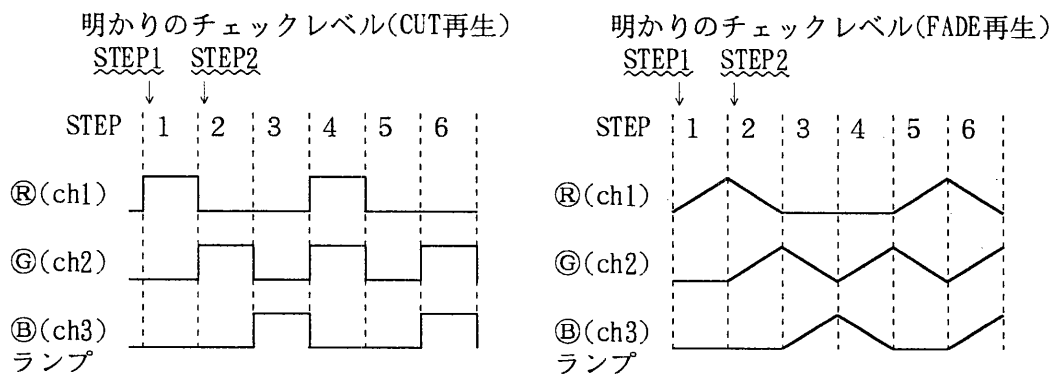 明かりのチェックレベル(CUT再生)
STEP1 STEP2
↓ ↓
STEP 1 2 3 4 5 6
Ⓡ(ch1)
Ⓖ(ch2)
Ⓑ(ch3)
ランプ
明かりのチェックレベル(FADE再生)
STEP1 STEP2
↓ ↓
STEP 1 2 3 4 5 6
Ⓡ(ch1)
Ⓖ(ch2)
Ⓑ(ch3)
ランプ